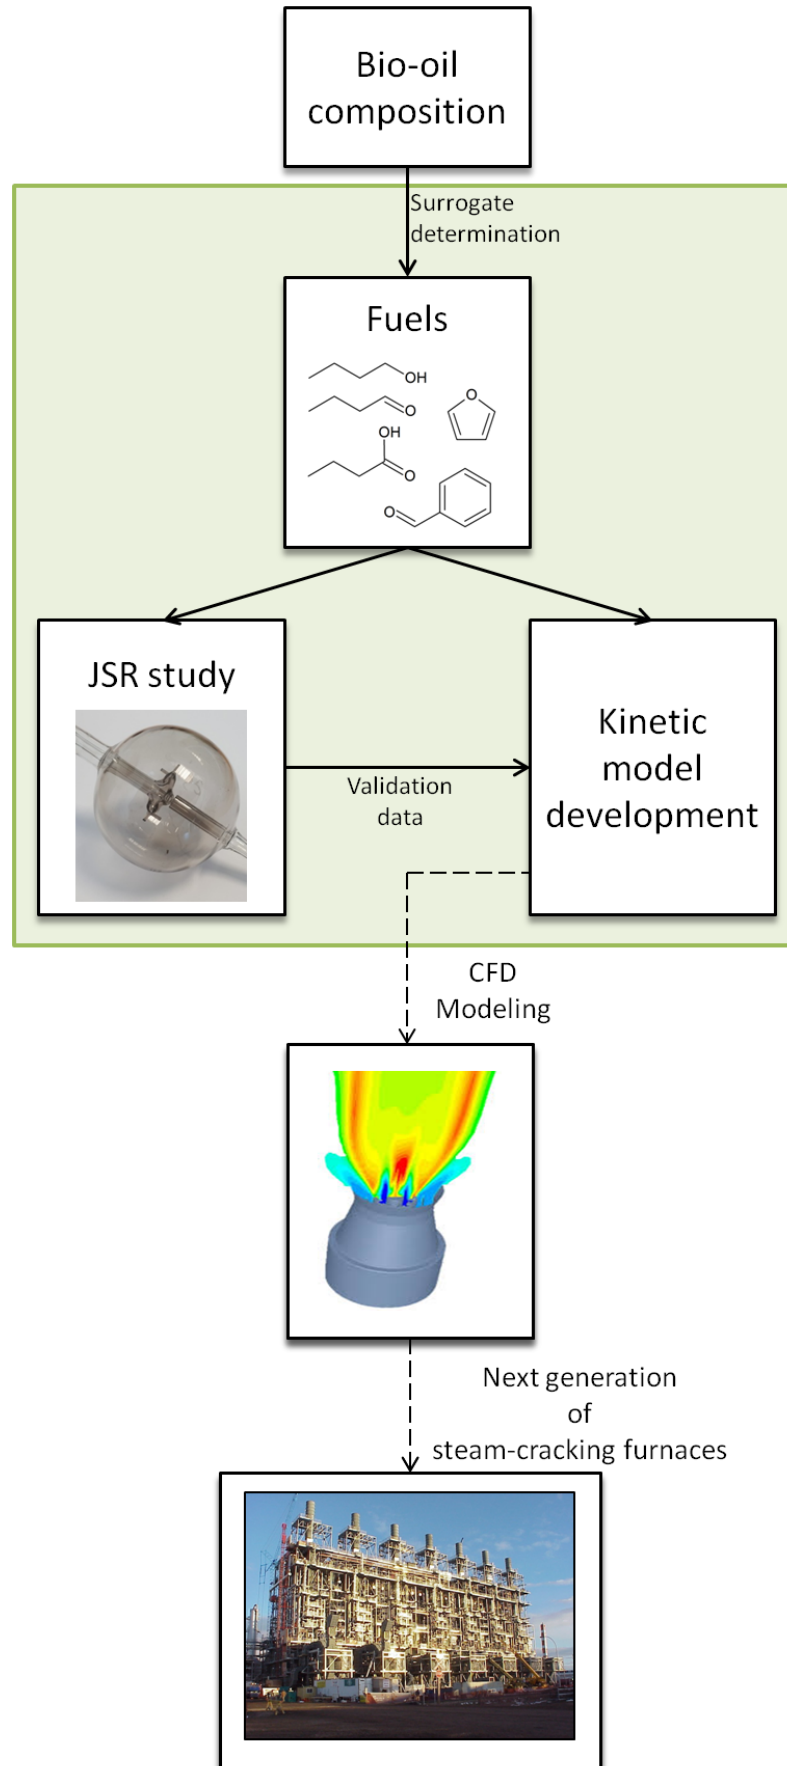 Bio-oil
composition
Surrogate
determination
Fuels
OH
O
O
OH
O
O
JSR study
Kinetic
model
development
Validation
data
CFD
Modeling
Next generation
of
steam-cracking furnaces